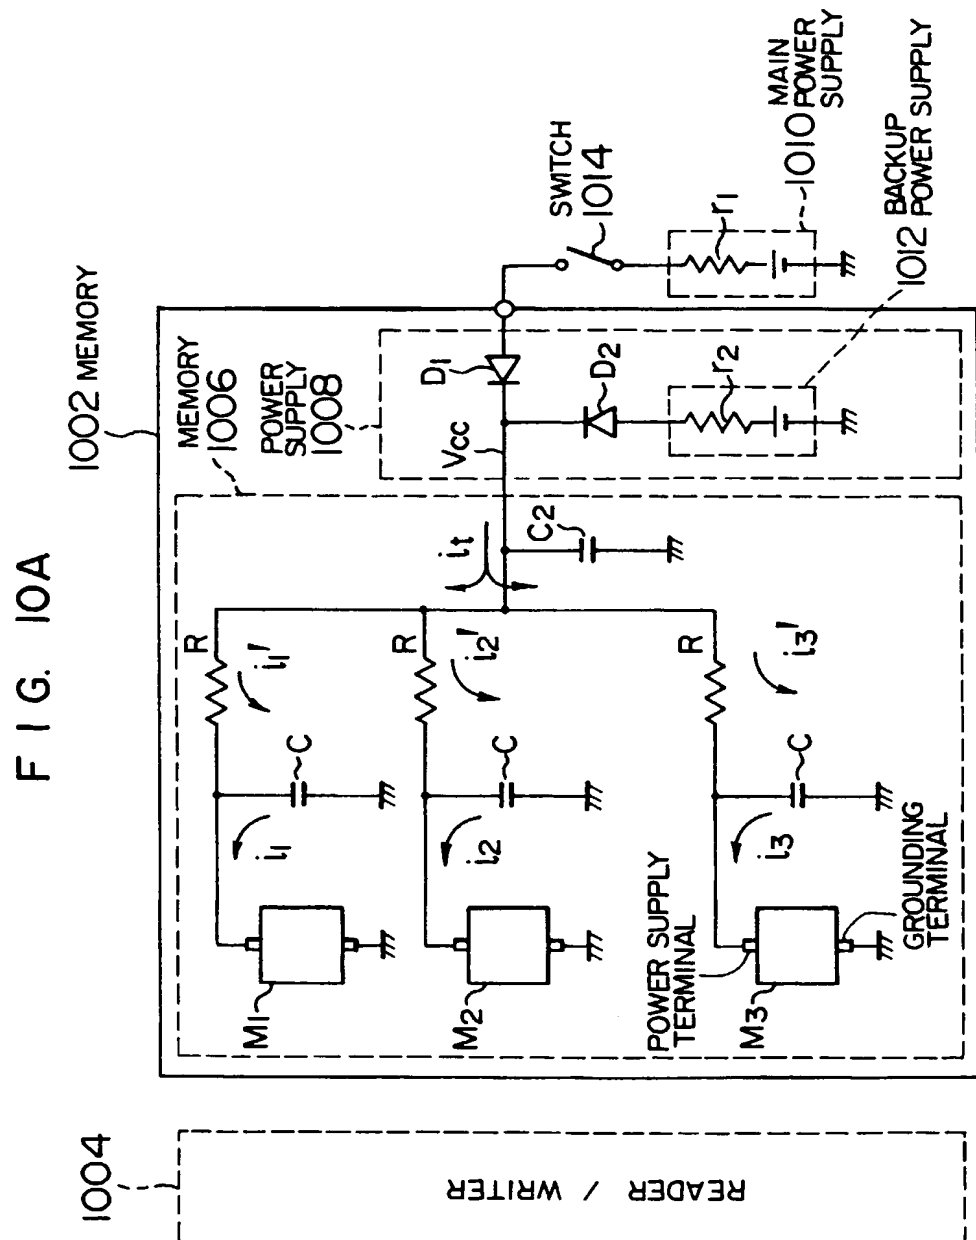 FIG. 10A
1002 MEMORY
MEMORY
1006
POWER
SUPPLY
1008
SWITCH
1014
1010 MAIN
POWER
SUPPLY
1012 BACKUP
POWER SUPPLY
r1
r2
D1
D2
Vcc
C2
it
R
i1'
C
i1
M1
R
i2'
C
i2
M2
R
i3'
C
i3
M3
POWER SUPPLY
TERMINAL
GROUNDING
TERMINAL
1004
READER / WRITER